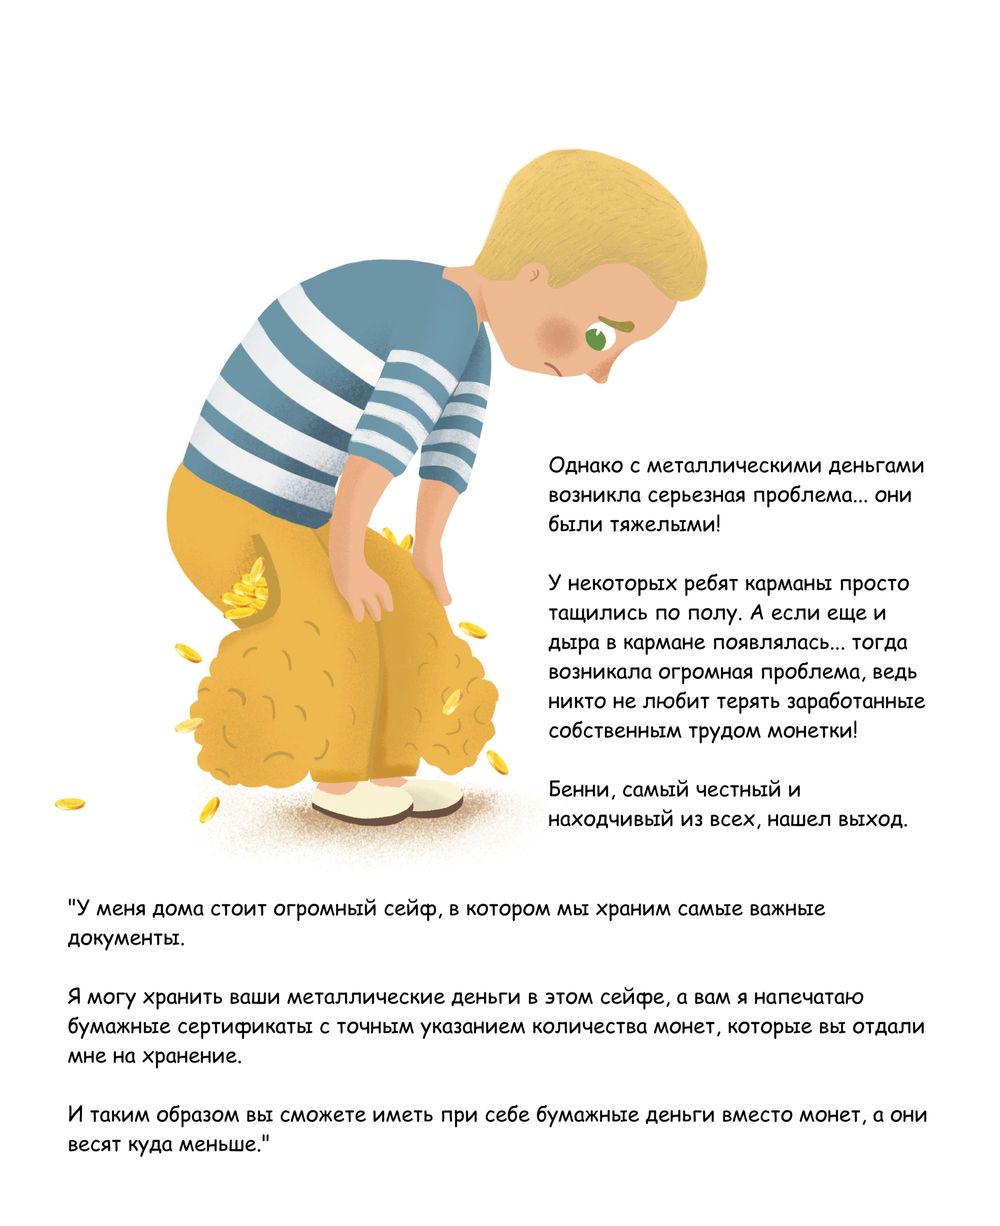 Однако с металлическими деньгами
возникла серьезная проблема... они
были тяжелыми!
У некоторых ребят карманы просто
тащились по полу. А если еще и
дыра в кармане появлялась... тогда
возникала огромная проблема, ведь
никто не любит терять заработанные
собственным трудом монетки!
Бенни, самый честный и
находчивый из всех, нашел выход.
"У меня дома стоит огромный сейф, в котором мы храним самые важные
документы.
Я могу хранить ваши металлические деньги в этом сейфе, а вам я напечатаю
бумажные сертификаты с точным указанием количества монет, которые вы отдали
мне на хранение.
И таким образом вы сможете иметь при себе бумажные деньги вместо монет, а они
весят куда меньше."